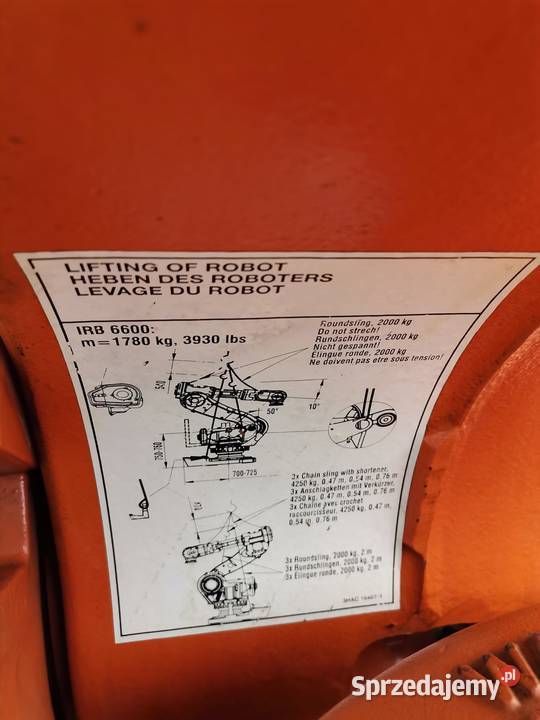 LIFTING OF ROBOT
HEBEN DES ROBOTERS
LEVAGE DU ROBOT
IRB 6600:
m=1780 kg, 3930 lbs
Roundsling, 2000 kg
Do not strech!
Rundschlingen, 2000 kg
Nicht gespannt!
Élingue ronde, 2000 kg
Ne doivent pas etre sous tension!
540
50°
10°
750-760
700-725
3x Chain sling with shortener,
4250 kg, 0.47 m, 0.54 m, 0.76 m
3x Anschlagketten mit Verkürzer,
4250 kg, 0.47 m, 0.54 m, 0.76 m
3x Chaîne avec crochet
raccourcisseur, 4250 kg, 0.47 m,
0.54 m, 0.76 m
3x Roundsling, 2000 kg, 2 m
3x Rundschlingen, 2000 kg, 2 m
3x Élingue ronde, 2000 kg, 2 m
3HAC
Sprzedajemy.pl